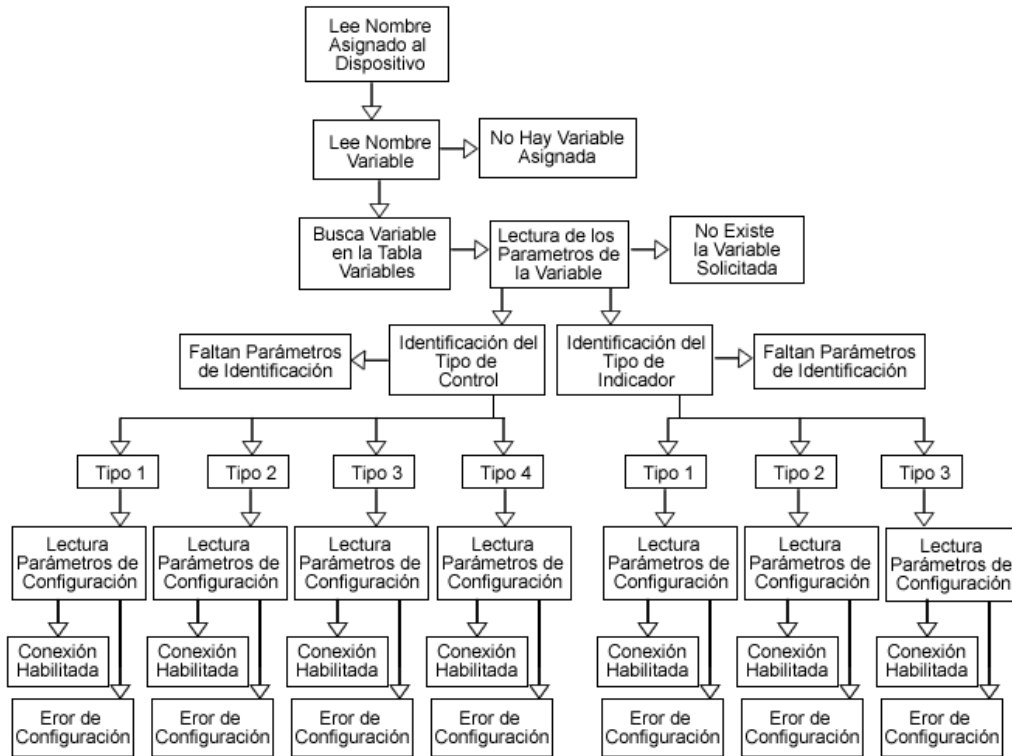 Lee Nombre
Asignado al
Dispositivo
Lee Nombre
Variable
No Hay Variable
Asignada
Busca Variable
en la Tabla
Variables
Lectura de los
Parametros de
la Variable
No Existe
la Variable
Solicitada
Faltan Parámetros
de Identificación
Identificación del
Tipo de
Control
Identificación del
Tipo de
Indicador
Faltan Parámetros
de Identificación
Tipo 1
Tipo 2
Tipo 3
Tipo 4
Tipo 1
Tipo 2
Tipo 3
Lectura
Parámetros de
Configuración
Lectura
Parámetros de
Configuración
Lectura
Parámetros de
Configuración
Lectura
Parámetros de
Configuración
Lectura
Parámetros de
Configuración
Lectura
Parámetros de
Configuración
Lectura
Parámetros de
Configuración
Conexión
Habilitada
Conexión
Habilitada
Conexión
Habilitada
Conexión
Habilitada
Conexión
Habilitada
Conexión
Habilitada
Conexión
Habilitada
Eror de
Configuración
Eror de
Configuración
Eror de
Configuración
Eror de
Configuración
Eror de
Configuración
Eror de
Configuración
Eror de
Configuración